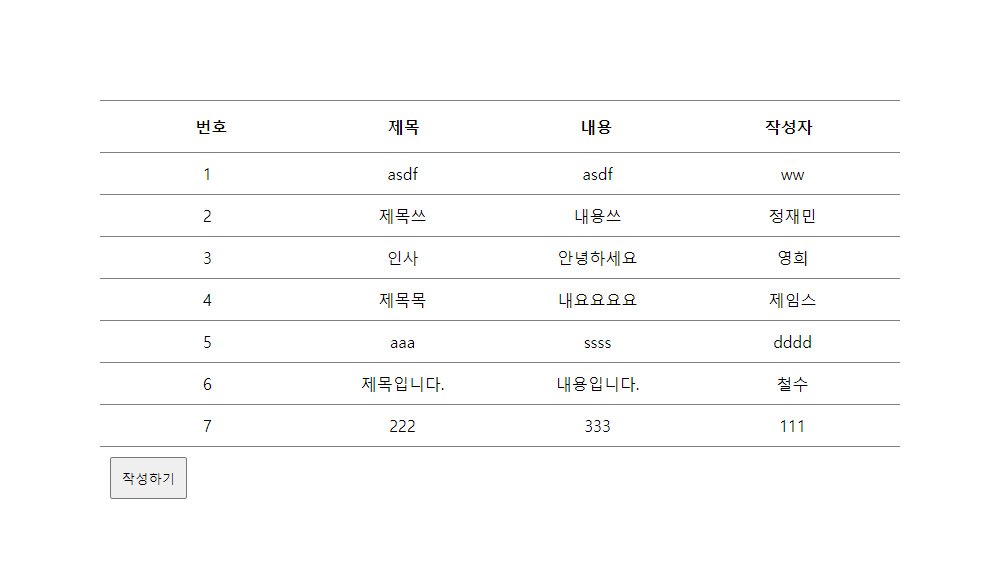 번호 제목 내용 작성자
1 asdf asdf ww
2 제목쓰 내용쓰 정재민
3 인사 안녕하세요 영희
4 제목목 내요요요요 제임스
5 aaa ssss dddd
6 제목입니다. 내용입니다. 철수
7 222 333 111
작성하기